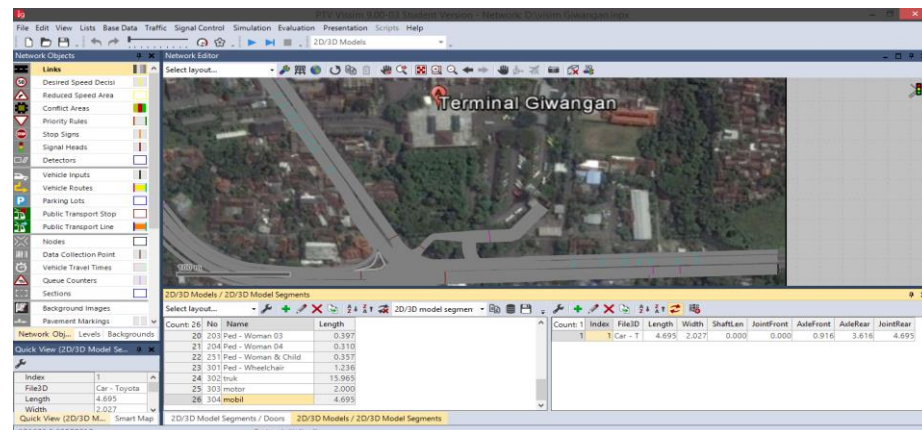 PTV Vissim 9.00-03 Student Version - Network: D:\visim Giwangan.inpx
File Edit View Lists Base Data Traffic Signal Control Simulation Evaluation Presentation Scripts Help
2D/3D Models
Network Objects
Network Editor
Links
Select layout...
Desired Speed Decisi
Reduced Speed Area
Conflict Areas
Priority Rules
Stop Signs
Signal Heads
Detectors
Vehicle Inputs
Vehicle Routes
Parking Lots
Public Transport Stop
Public Transport Line
Nodes
Data Collection Point
Vehicle Travel Times
Queue Counters
Sections
Background Images
Pavement Markings
Network Obj... Levels Backgrounds
Terminal Giwangan
Quick View (2D/3D Model Se...
Index 1
File3D Car - Toyota
Length 4.695
Width 2.027
Quick View (2D/3D M... Smart Map
2D/3D Models / 2D/3D Model Segments
Select layout... 2D/3D model segmen
Count: 26 No Name Length
20 203 Ped - Woman 03 0.397
21 204 Ped - Woman 04 0.310
22 251 Ped - Woman & Child 0.357
23 301 Ped - Wheelchair 1.236
24 302 truk 15.965
25 303 motor 2.000
26 304 mobil 4.695
Count: 1 Index File3D Length Width ShaftLen JointFront AxleFront AxleRear JointRear
1 1 Car - T 4.695 2.027 0.000 0.000 0.916 3.616 4.695
2D/3D Model Segments / Doors 2D/3D Models / 2D/3D Model Segments